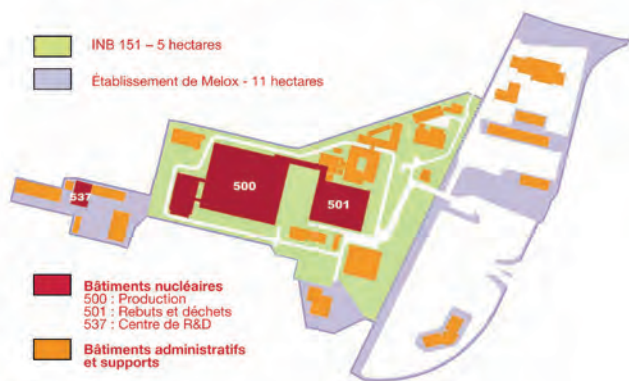 INB 151 – 5 hectares
Établissement de Melox - 11 hectares
500
501
537
Bâtiments nucléaires
500 : Production
501 : Rebuts et déchets
537 : Centre de R&D
Bâtiments administratifs
et supports